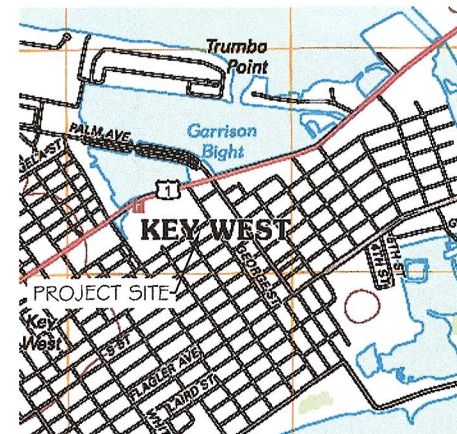 Trumbo
Point
Garrison
Bight
PALM AVE
1
KEY WEST
GEORGE ST
5TH ST
4TH ST
PROJECT SITE
Key
West
S ST
FLAGLER AVE
LAIRD ST